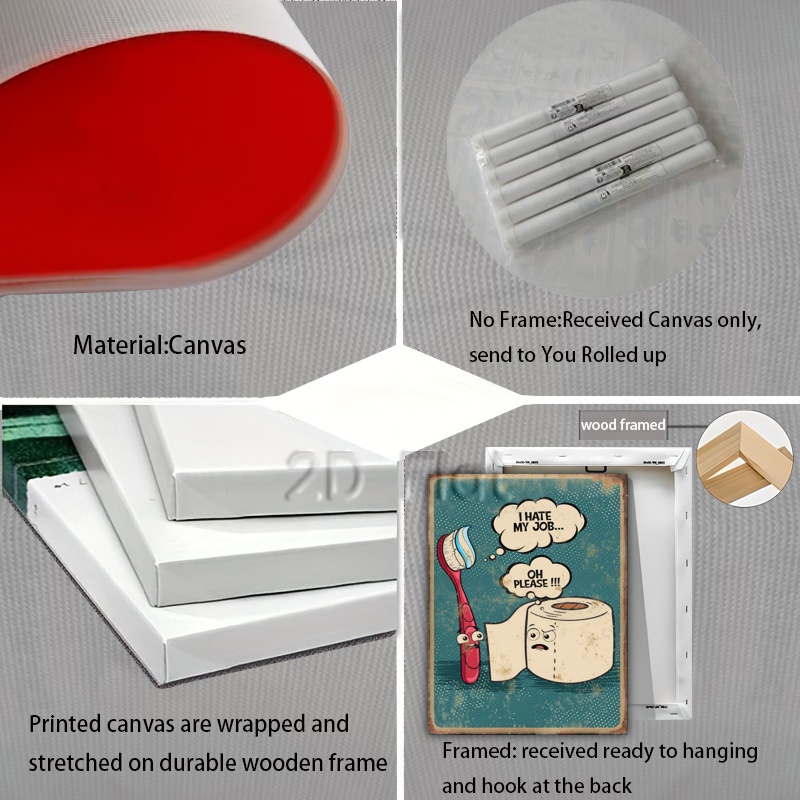 Material:Canvas
No Frame:Received Canvas only,
send to You Rolled up
2D Flat
wood framed
I HATE
MY JOB...
OH
PLEASE !!!
Printed canvas are wrapped and
stretched on durable wooden frame
Framed: received ready to hanging
and hook at the back